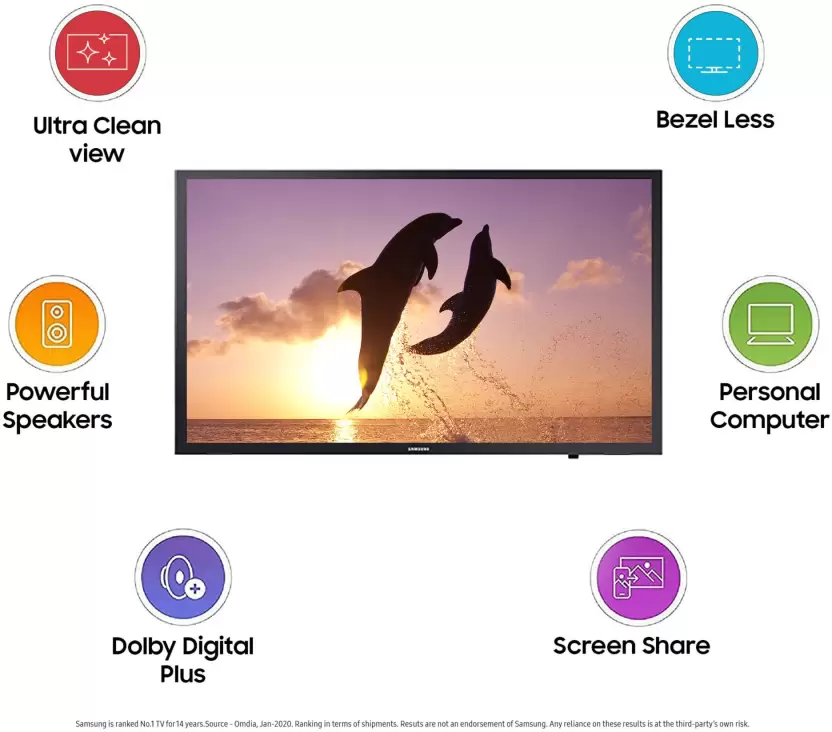 Ultra Clean
view
Bezel Less
Powerful
Speakers
Personal
Computer
SAMSUNG
Dolby Digital
Plus
Screen Share
Samsung is ranked No.1 TV for 14 years.Source - Omdia, Jan-2020. Ranking in terms of shipments. Resuts are not an endorsement of Samsung. Any reliance on these results is at the third-party's own risk.